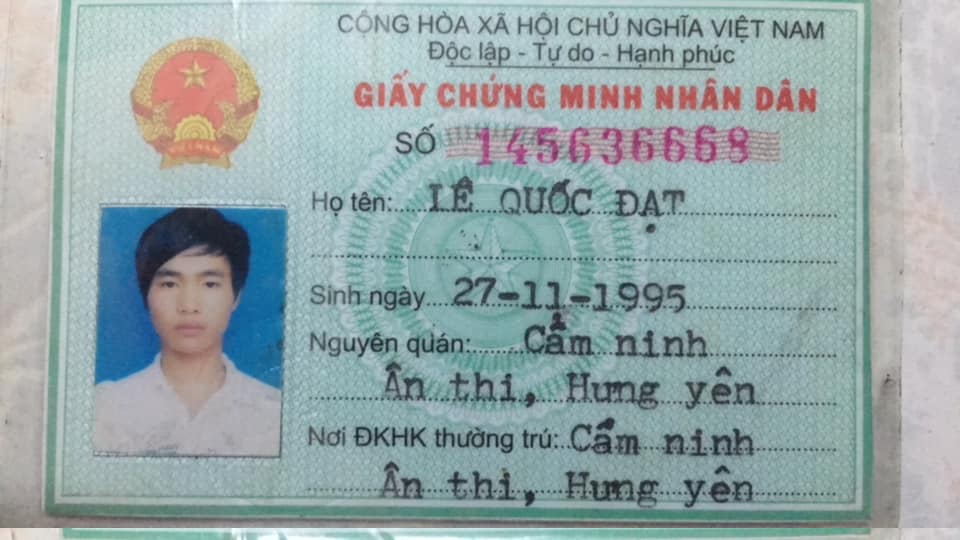 CỘNG HÒA XÃ HỘI CHỦ NGHĨA VIỆT NAM
Độc lập - Tự do - Hạnh phúc
GIẤY CHỨNG MINH NHÂN DÂN
SỐ 145636668
Họ tên: LÊ QUỐC ĐẠT
Sinh ngày 27-11-1995
Nguyên quán: Cẩm ninh
Ân thi, Hưng yên
Nơi ĐKHK thường trú: Cẩm ninh
Ân thi, Hưng yên